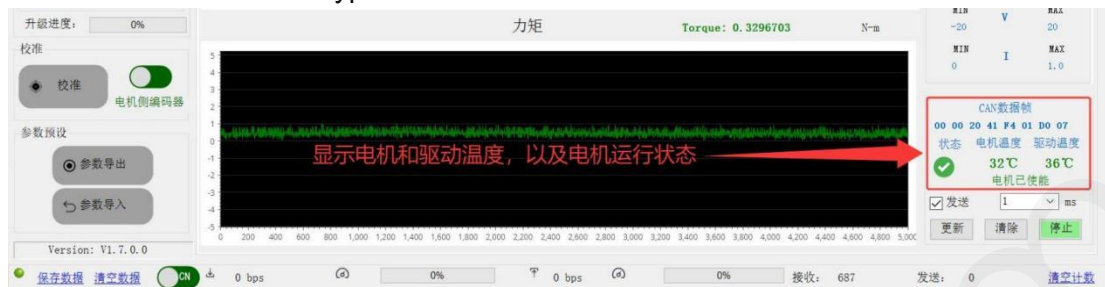 升级进度： 0%
校准
校准
电机侧编码器
参数预设
参数导出
参数导入
Version: V1.7.0.0
力矩 Torque: 0.3296703 N-m
5
4
3
2
1
0
-1
-2
-3
-4
-5
0 200 400 600 800 1,000 1,200 1,400 1,600 1,800 2,000 2,200 2,400 2,600 2,800 3,000 3,200 3,400 3,600 3,800 4,000 4,200 4,400 4,600 4,800 5,000
显示电机和驱动温度，以及电机运行状态
MIN V MAX
-20 20
MIN I MAX
0 1.0
CAN数据帧
00 00 20 41 F4 01 D0 07
状态 电机温度 驱动温度
32℃ 36℃
电机已使能
发送 1 ms
更新 清除 停止
保存数据 清空数据 CN 0 bps 0% 0 bps 0% 接收： 687 发送： 0 清空计数